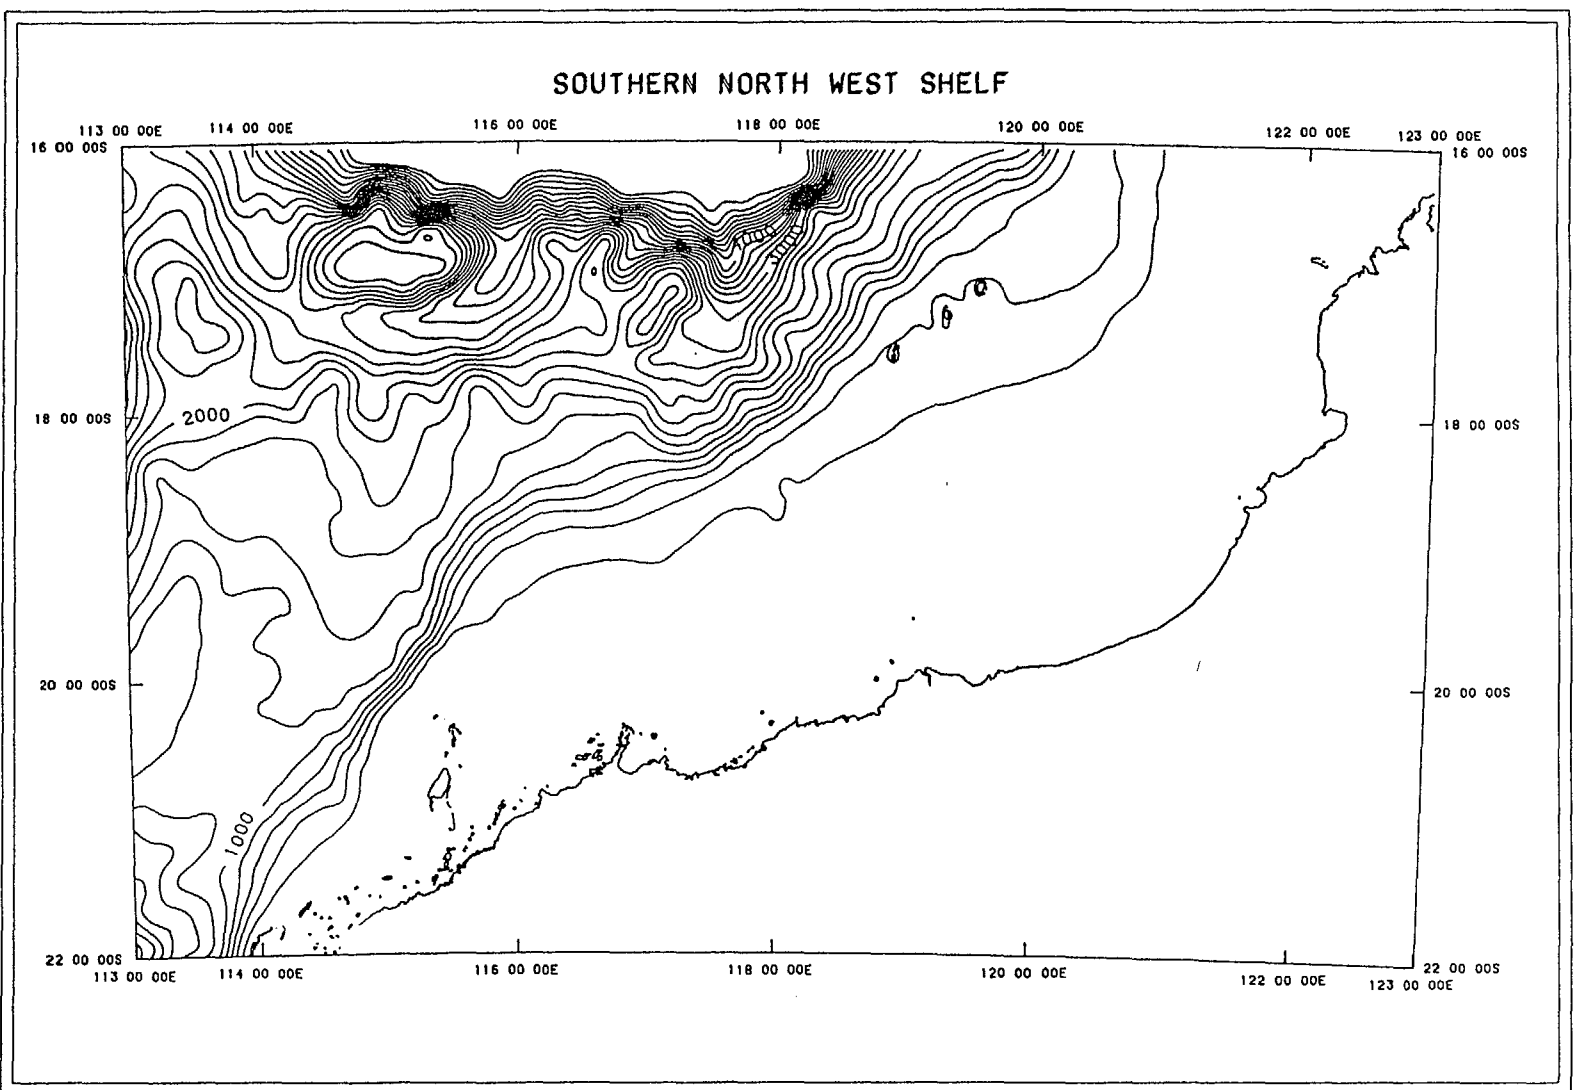 SOUTHERN NORTH WEST SHELF
113 00 00E 114 00 00E 116 00 00E 118 00 00E 120 00 00E 122 00 00E 123 00 00E
16 00 00S 16 00 00S
2000
18 00 00S 18 00 00S
20 00 00S 20 00 00S
1000
22 00 00S 22 00 00S
113 00 00E 114 00 00E 116 00 00E 118 00 00E 120 00 00E 122 00 00E 123 00 00E